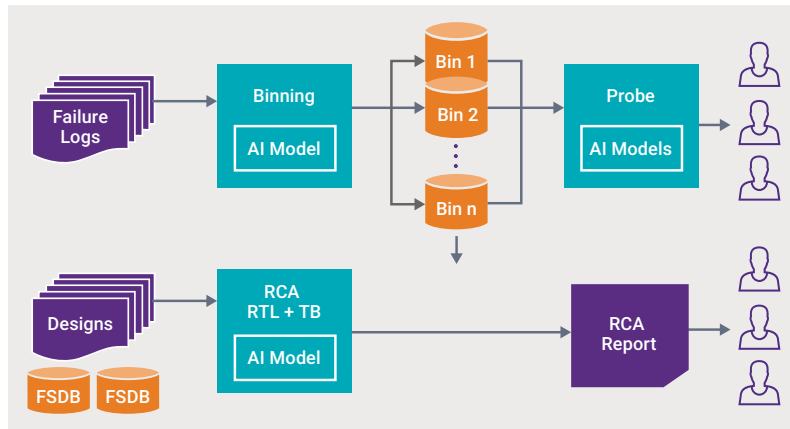 Failure
Logs
Binning
AI Model
Bin 1
Bin 2
Bin n
Probe
AI Models
Designs
FSDB
FSDB
RCA
RTL + TB
AI Model
RCA
Report